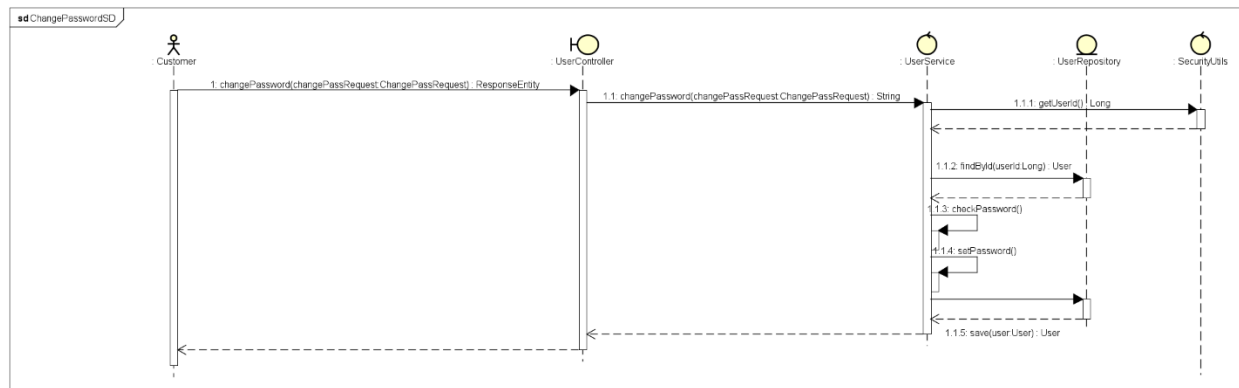 sd ChangePasswordSD
: Customer
: UserController
: UserService
: UserRepository
: SecurityUtils
1: changePassword(changePassRequest:ChangePassRequest) : ResponseEntity
1.1: changePassword(changePassRequest:ChangePassRequest) : String
1.1.1: getUserId() : Long
1.1.2: findById(userId:Long) : User
1.1.3: checkPassword()
1.1.4: setPassword()
1.1.5: save(user:User) : User